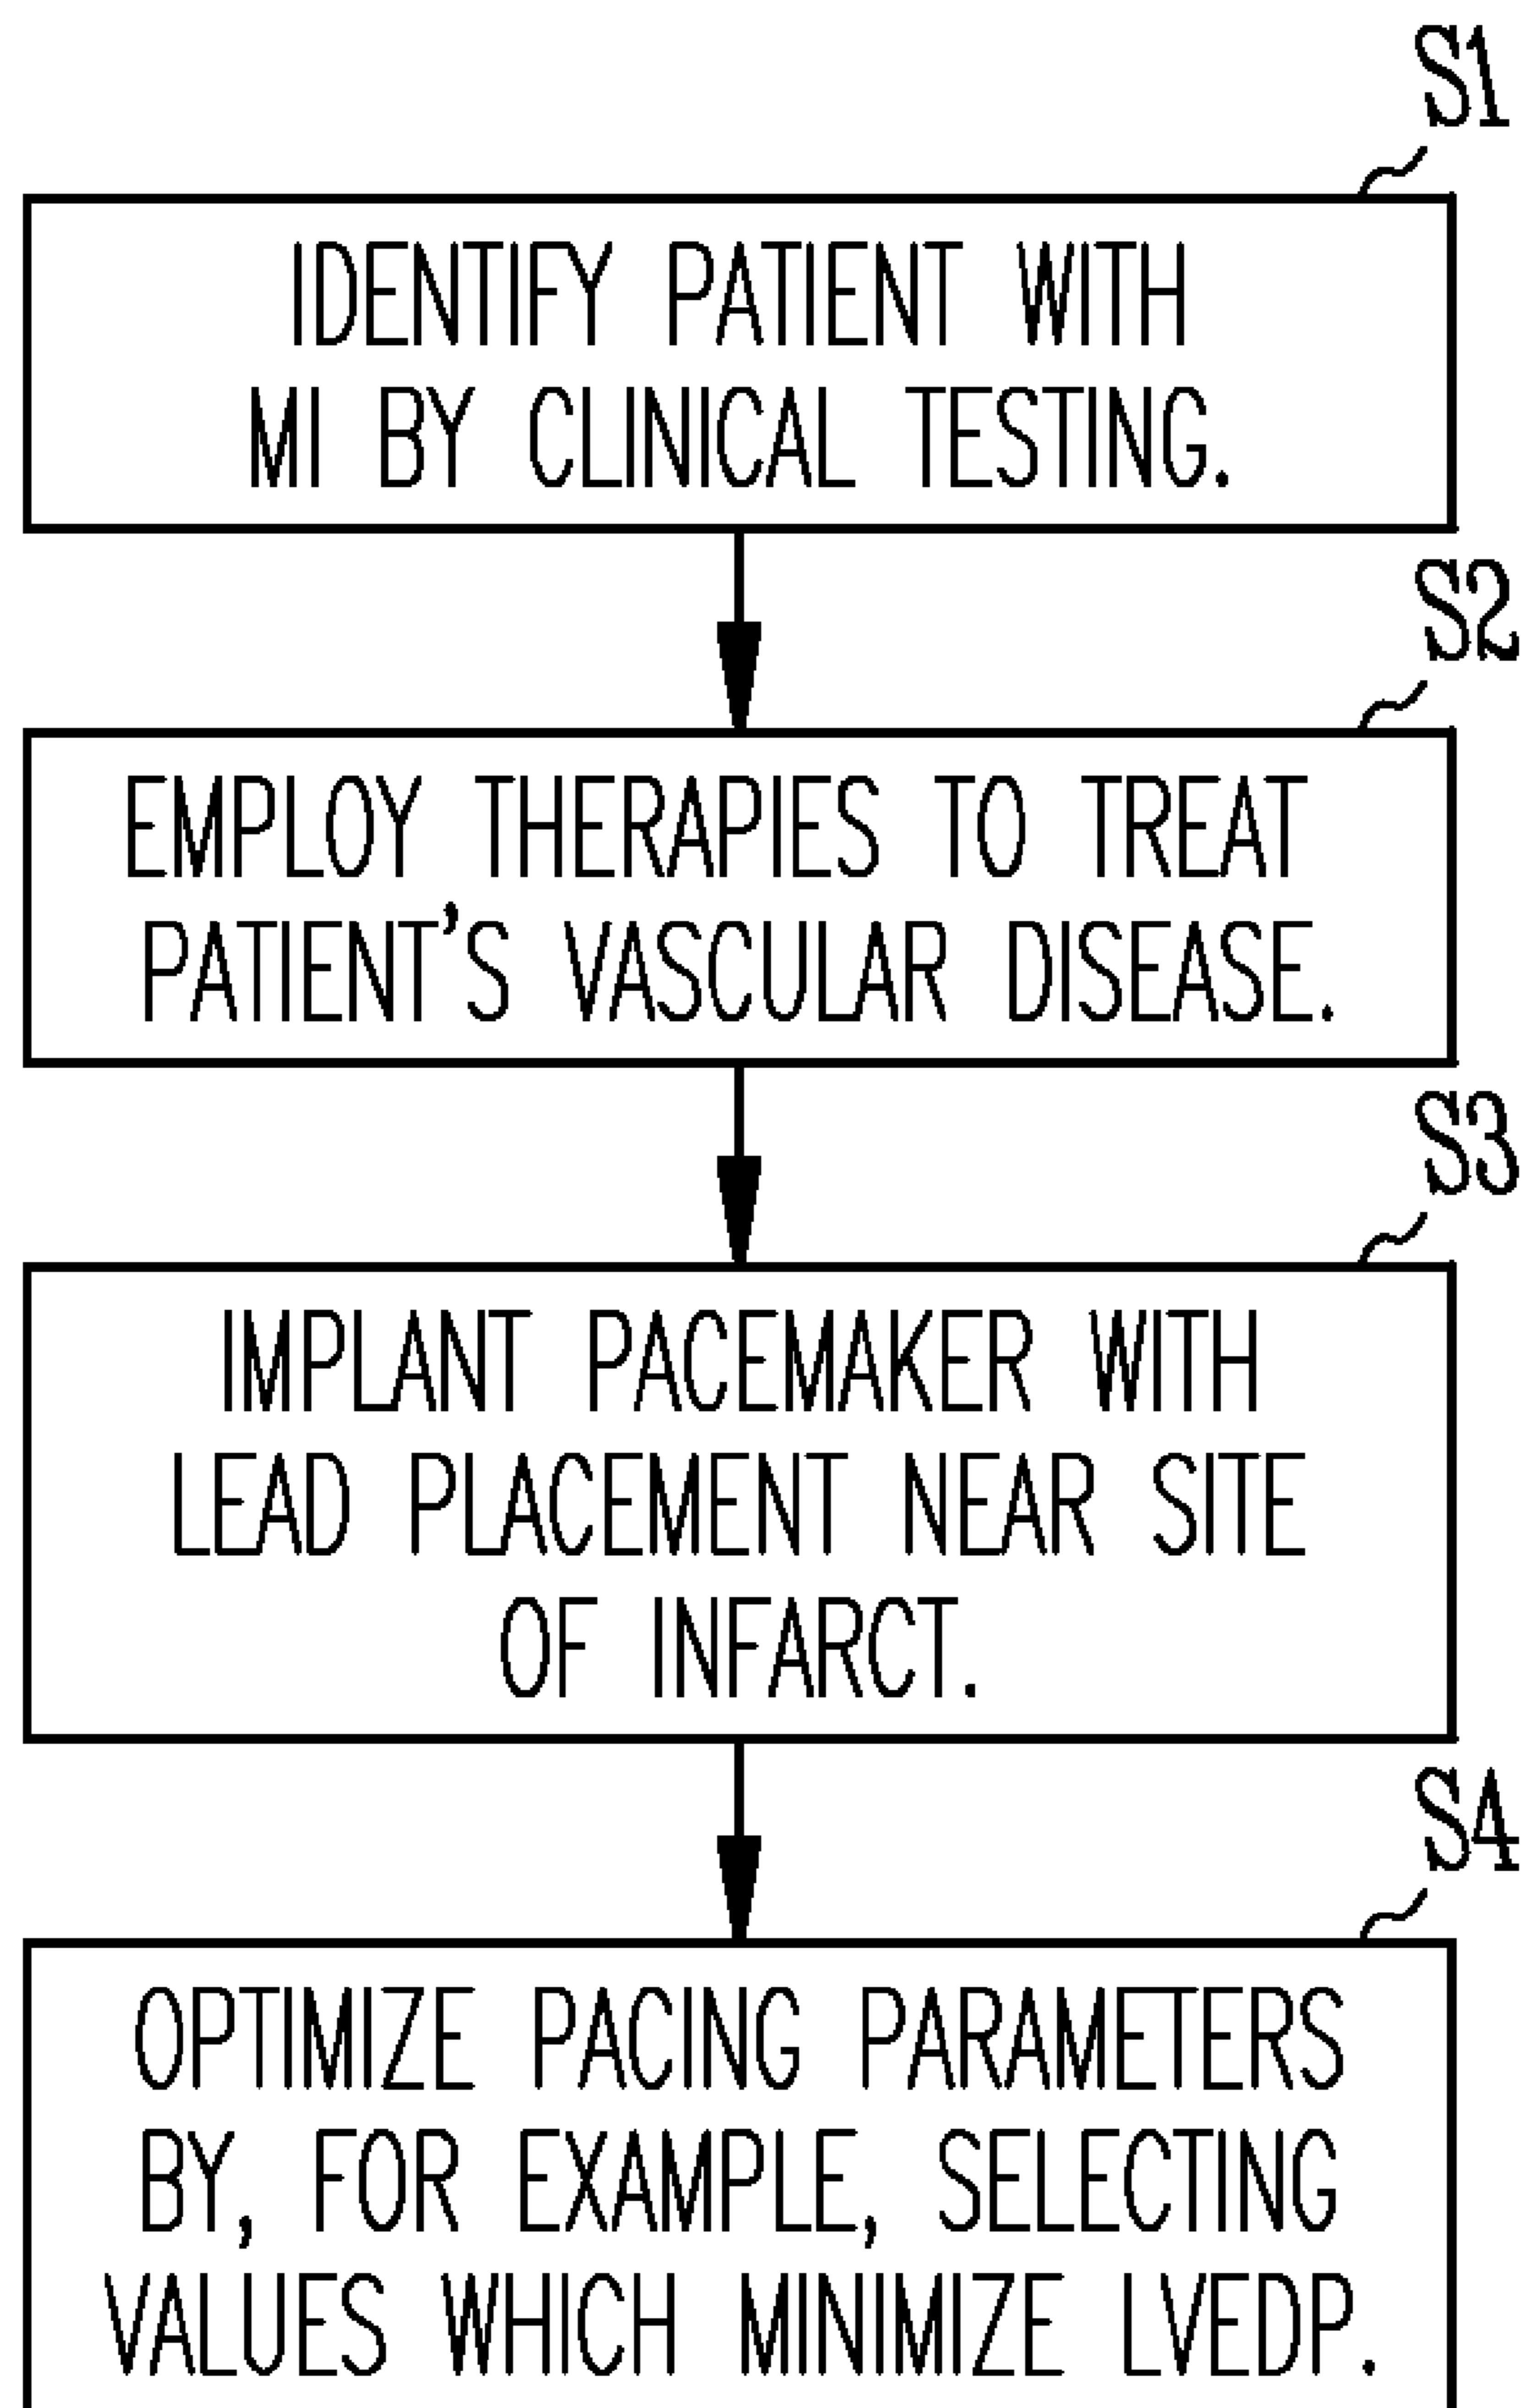 S1
IDENTIFY PATIENT WITH
MI BY CLINICAL TESTING.
S2
EMPLOY THERAPIES TO TREAT
PATIENT'S VASCULAR DISEASE.
S3
IMPLANT PACEMAKER WITH
LEAD PLACEMENT NEAR SITE
OF INFARCT.
S4
OPTIMIZE PACING PARAMETERS
BY, FOR EXAMPLE, SELECTING
VALUES WHICH MINIMIZE LVEDP.